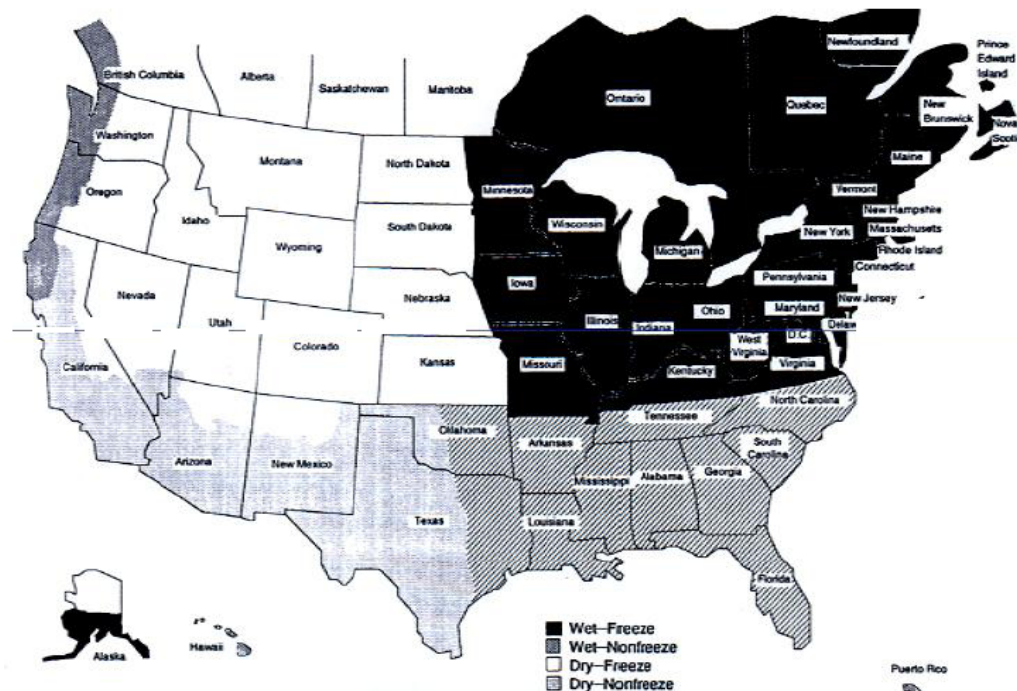 Newfoundland
Prince
Edward
Island
British Columbia
Alberta
Saskatchewan
Manitoba
Ontario
Quebec
New
Brunswick
Nova
Scoti
Washington
Montana
North Dakota
Minnesota
Maine
Vermont
Oregon
Idaho
South Dakota
Wisconsin
Michigan
New York
New Hampshire
Massachusets
Rhode Island
Connecticut
Wyoming
Iowa
Pennsylvania
Nevada
Utah
Nebraska
Illinois
Indiana
Ohio
Maryland
New Jersey
Delaw
D.C.
West
Virginia
Colorado
California
Kansas
Missouri
Kentucky
Virginia
North Carolina
Tennessee
Oklahoma
Arkansas
South
Carolina
Arizona
New Mexico
Mississippi
Alabama
Georgia
Texas
Louisiana
Florida
Alaska
Hawaii
Wet-Freeze
Wet-Nonfreeze
Dry-Freeze
Dry-Nonfreeze
Puerto Rico